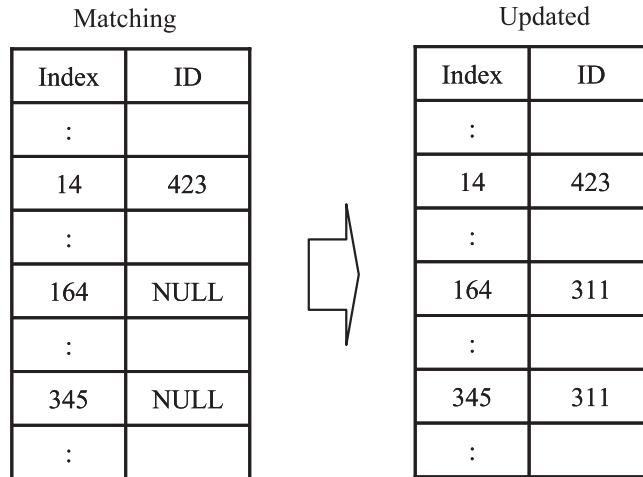 Matching
Index ID
:
14 423
:
164 NULL
:
345 NULL
:
Updated
Index ID
:
14 423
:
164 311
:
345 311
: